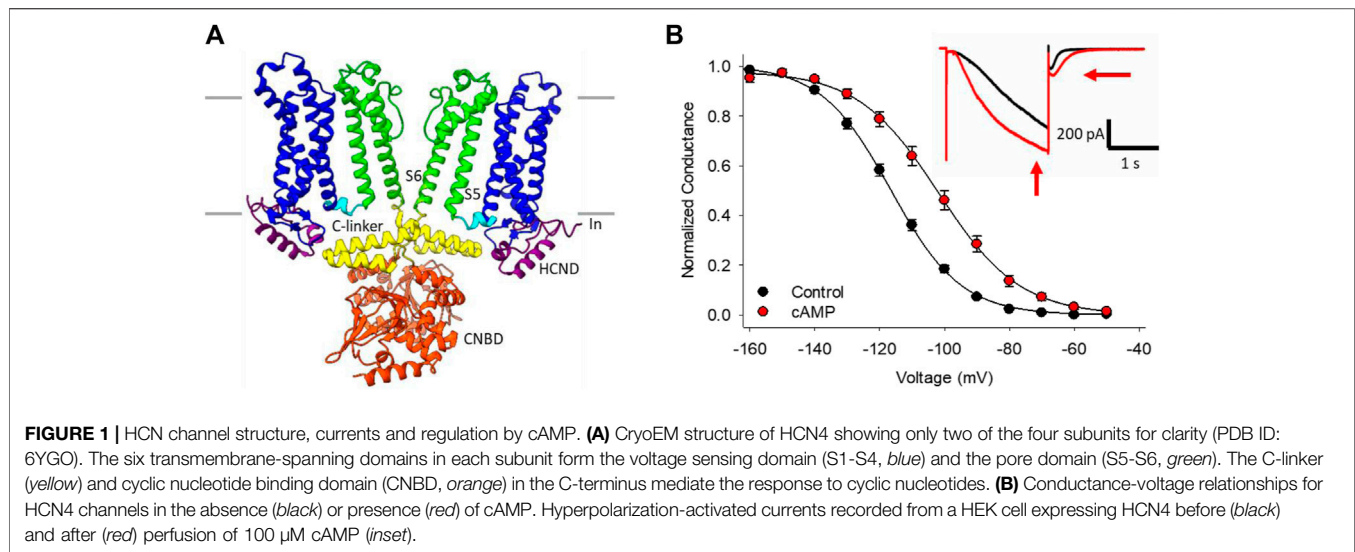 A
S6
S5
C-linker
In
HCND
CNBD
B
Normalized Conductance
1.0
0.8
0.6
0.4
0.2
0.0
Control
cAMP
200 pA
1 s
-160 -140 -120 -100 -80 -60 -40
Voltage (mV)
FIGURE 1 | HCN channel structure, currents and regulation by cAMP. (A) CryoEM structure of HCN4 showing only two of the four subunits for clarity (PDB ID:
6YGO). The six transmembrane-spanning domains in each subunit form the voltage sensing domain (S1-S4, blue) and the pore domain (S5-S6, green). The C-linker
(yellow) and cyclic nucleotide binding domain (CNBD, orange) in the C-terminus mediate the response to cyclic nucleotides. (B) Conductance-voltage relationships for
HCN4 channels in the absence (black) or presence (red) of cAMP. Hyperpolarization-activated currents recorded from a HEK cell expressing HCN4 before (black)
and after (red) perfusion of 100 µM cAMP (inset).